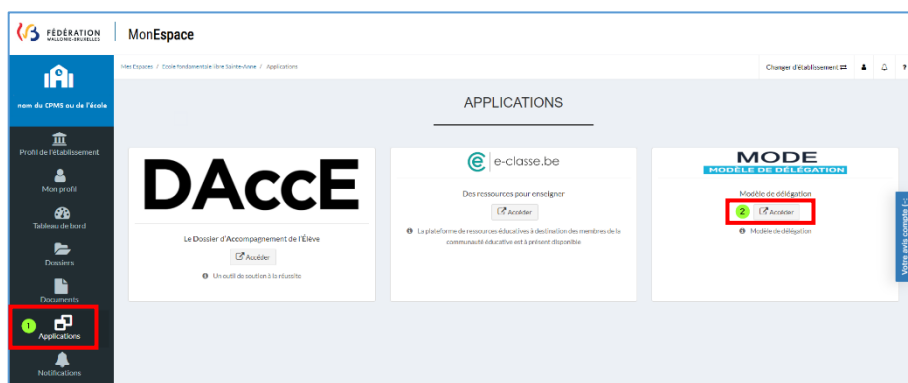 FÉDÉRATION
WALLONIE-BRUXELLES
MonEspace
Mes Espaces / Ecole fondamentale libre Sainte-Anne / Applications
Changer d'établissement
?
nom du CPMS ou de l'école
Profil de l'établissement
Mon profil
Tableau de bord
Dossiers
Documents
1
Applications
Notifications
APPLICATIONS
DAccE
Le Dossier d'Accompagnement de l'Élève
Accéder
Un outil de soutien à la réussite
e e-classe.be
Des ressources pour enseigner
Accéder
La plateforme de ressources éducatives à destination des membres de la
communauté éducative est à présent disponible
MODE
MODÈLE DE DÉLÉGATION
Modèle de délégation
2 Accéder
Modèle de délégation
Votre avis compte !